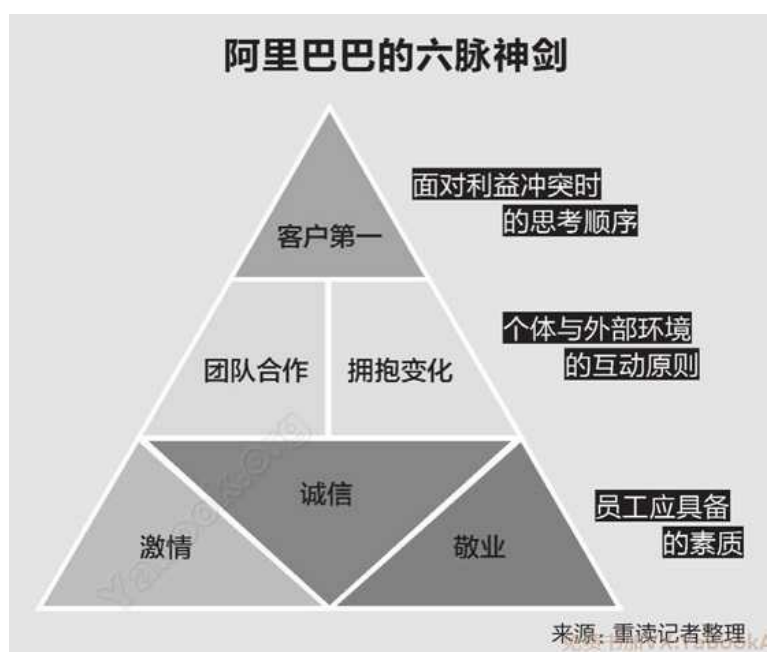 阿里巴巴的六脉神剑
面对利益冲突时
的思考顺序
客户第一
个体与外部环境
的互动原则
团队合作
拥抱变化
诚信
员工应具备
的素质
激情
敬业
来源：重读记者整理